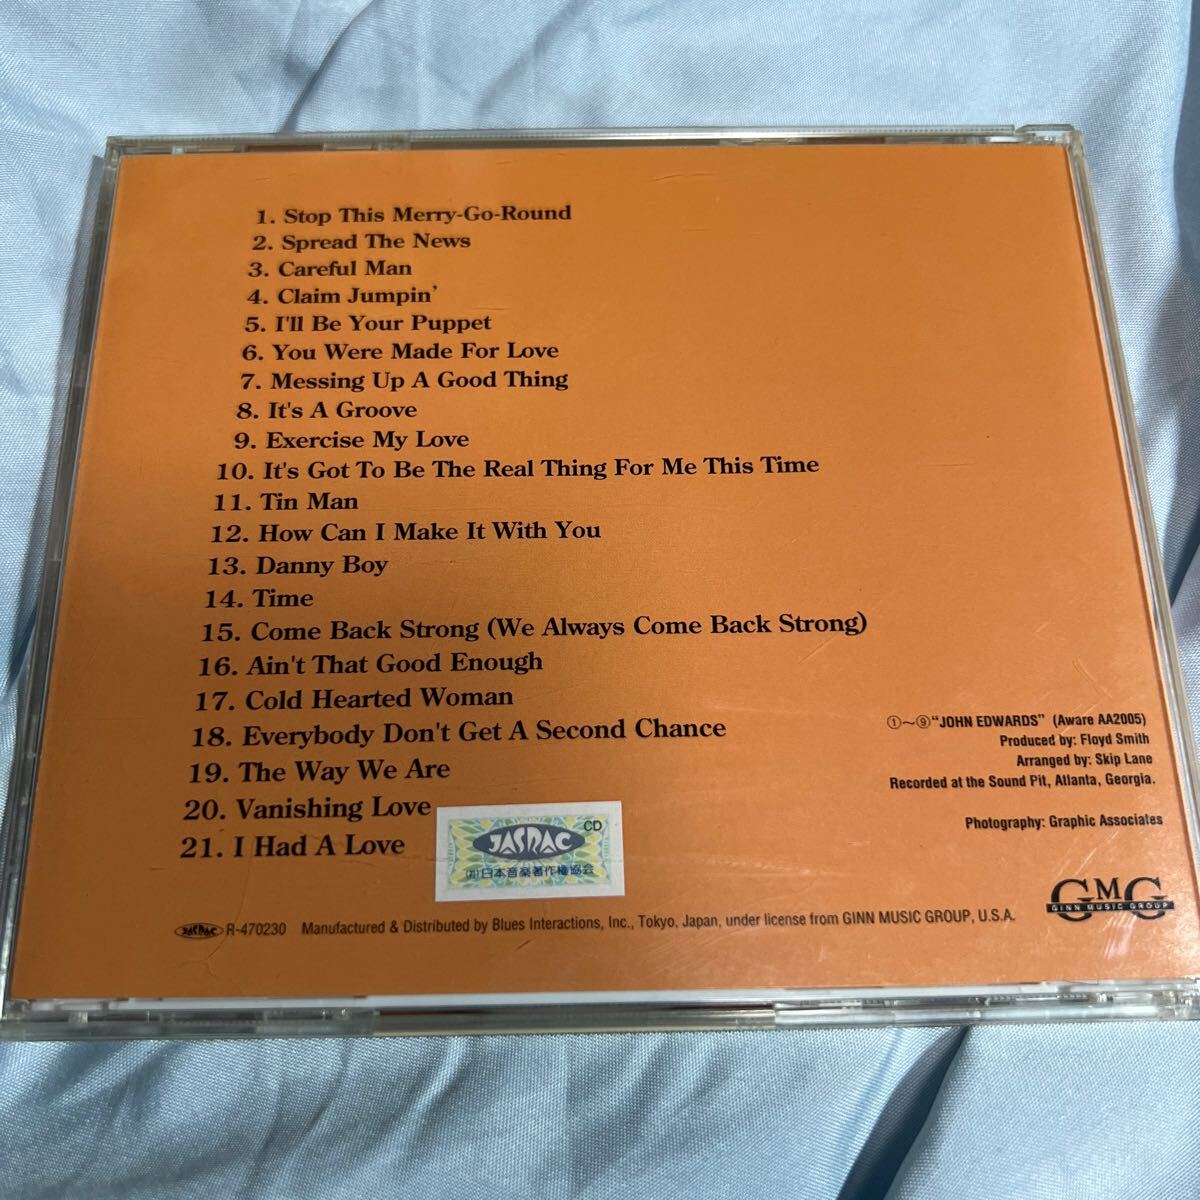 1. Stop This Merry-Go-Round
2. Spread The News
3. Careful Man
4. Claim Jumpin'
5. I'll Be Your Puppet
6. You Were Made For Love
7. Messing Up A Good Thing
8. It's A Groove
9. Exercise My Love
10. It's Got To Be The Real Thing For Me This Time
11. Tin Man
12. How Can I Make It With You
13. Danny Boy
14. Time
15. Come Back Strong (We Always Come Back Strong)
16. Ain't That Good Enough
17. Cold Hearted Woman
18. Everybody Don't Get A Second Chance
19. The Way We Are
20. Vanishing Love
21. I Had A Love
①～⑨"JOHN EDWARDS" (Aware AA2005)
Produced by: Floyd Smith
Arranged by: Skip Lane
Recorded at the Sound Pit, Atlanta, Georgia.
Photography: Graphic Associates
CD
JASRAC
(社)日本音楽著作権協会
GMG
GINN MUSIC GROUP
JASRAC R-470230 Manufactured & Distributed by Blues Interactions, Inc., Tokyo, Japan, under license from GINN MUSIC GROUP, U.S.A.